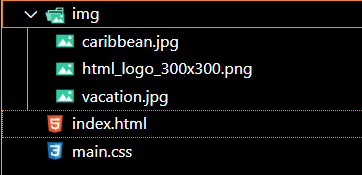 img
caribbean.jpg
html_logo_300x300.png
vacation.jpg
index.html
main.css